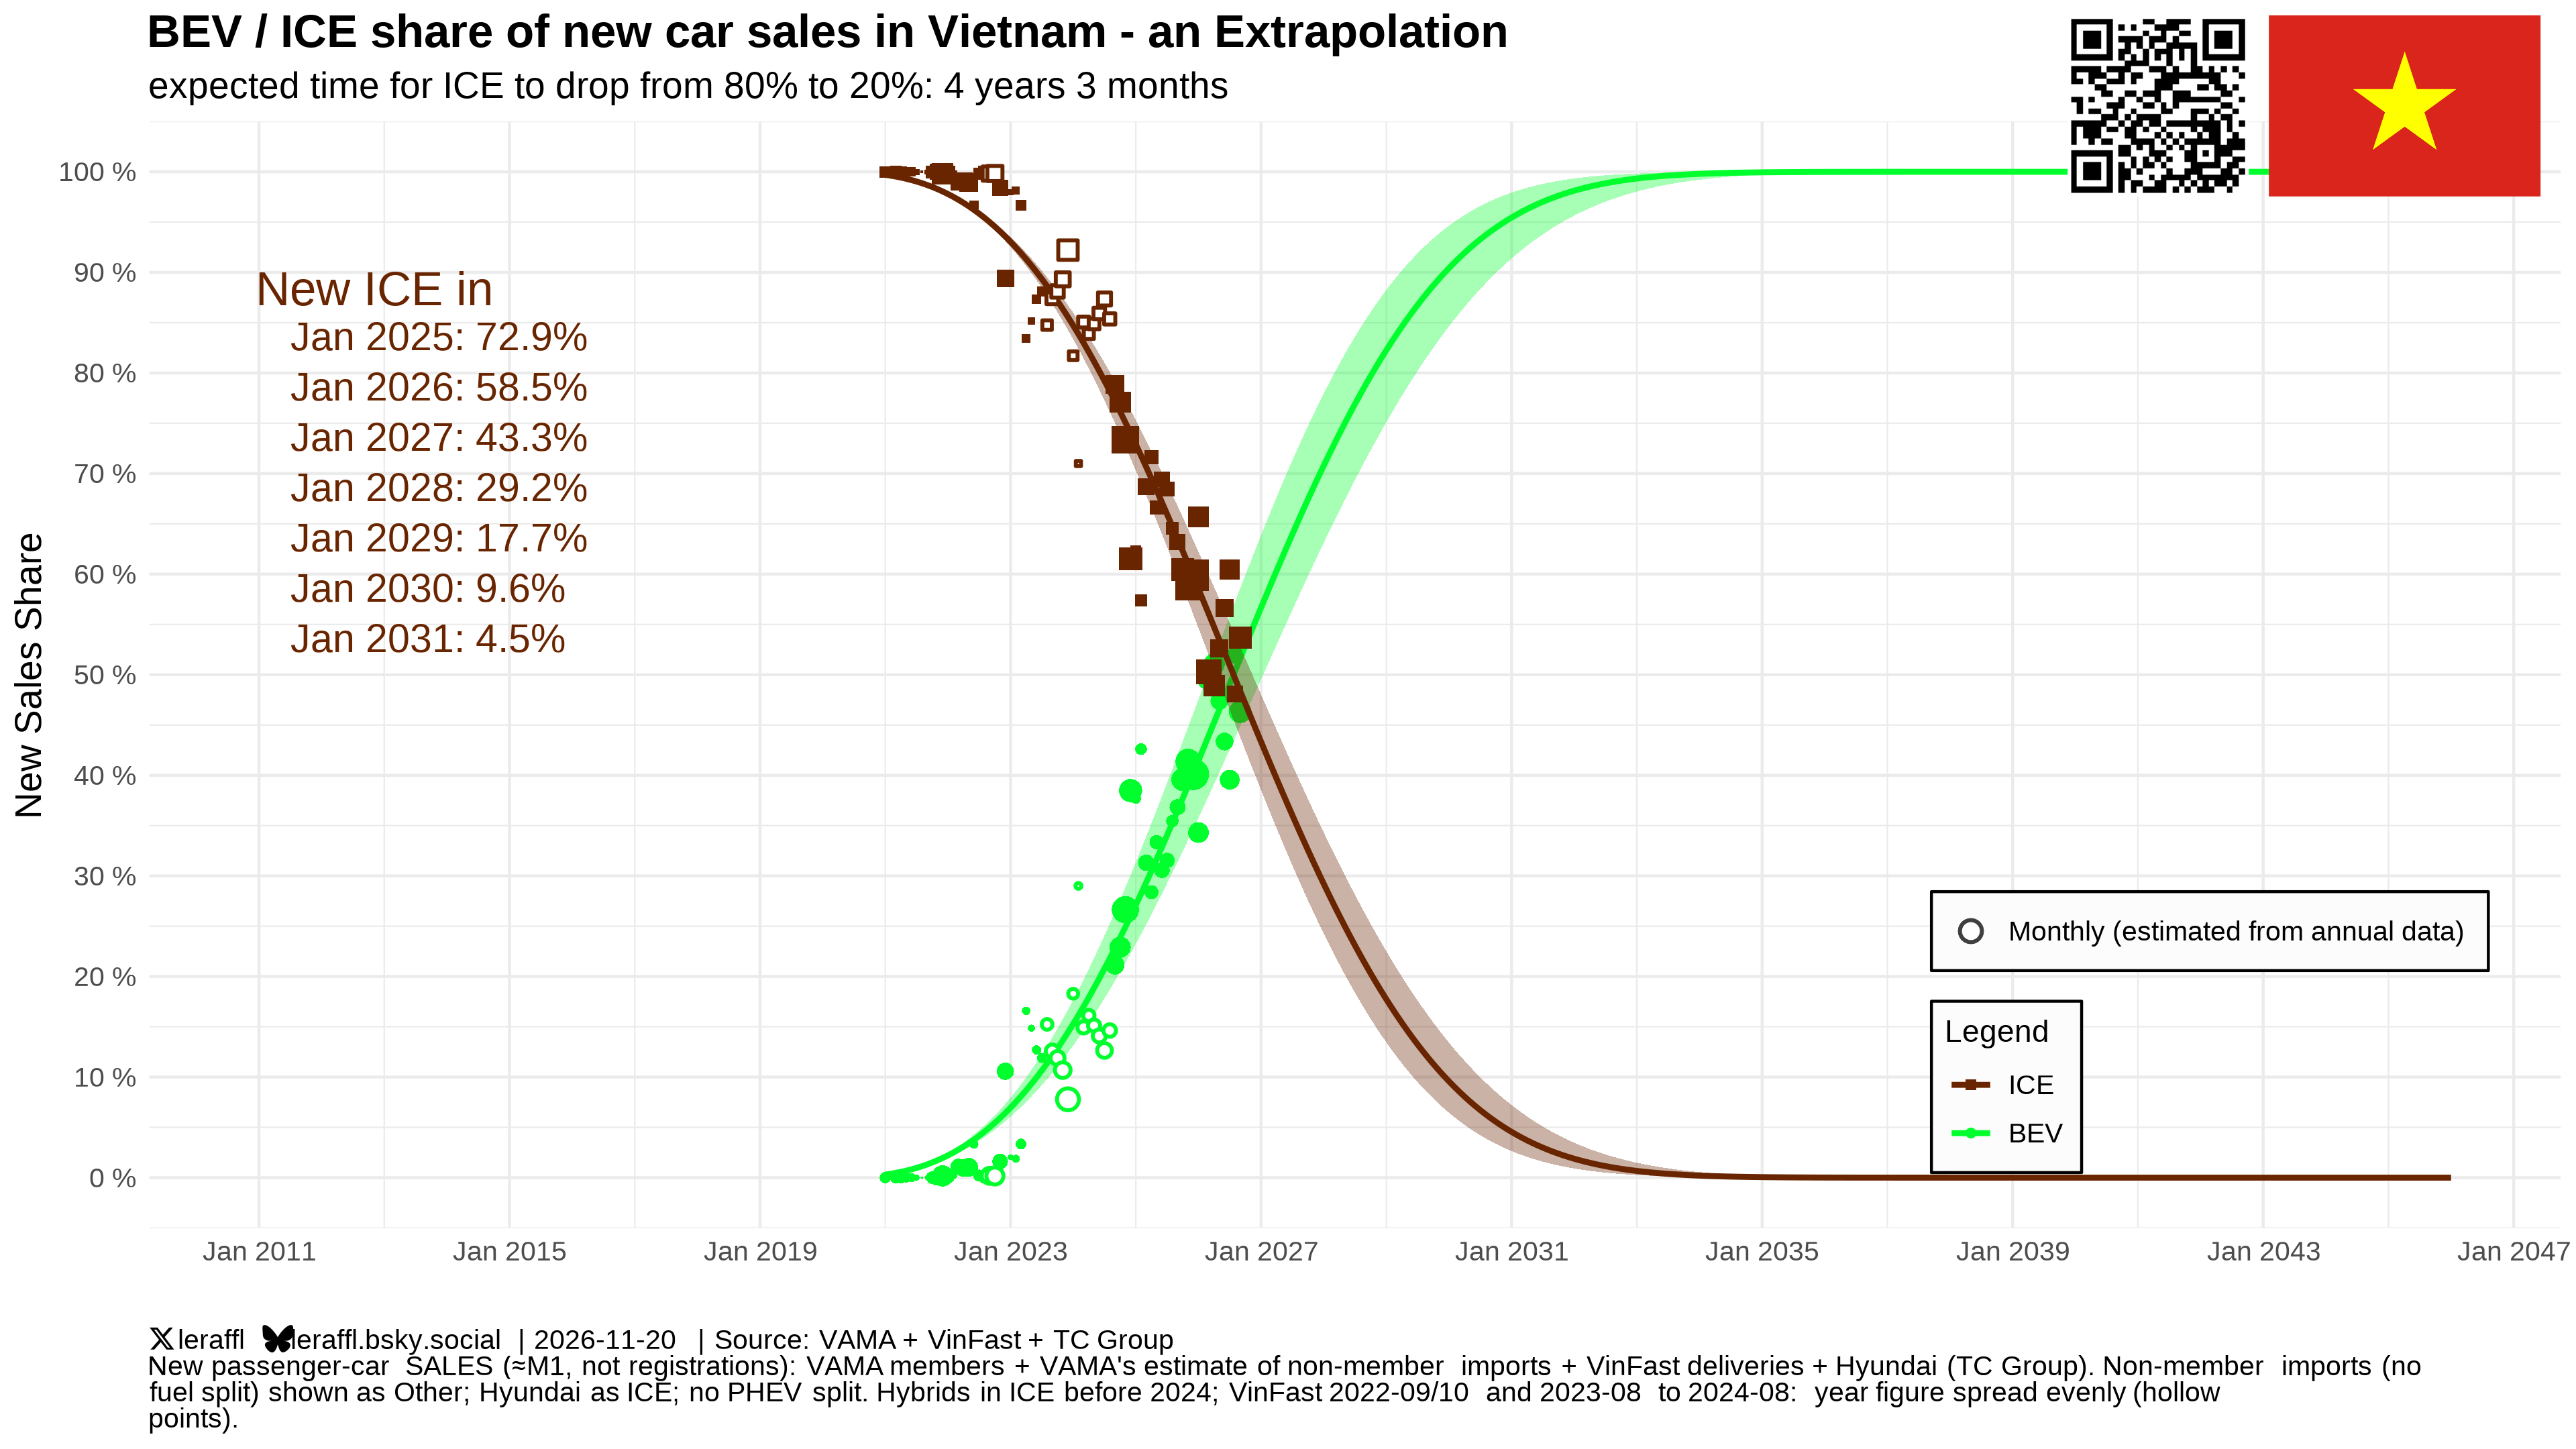 BEV / ICE share of new car sales in Vietnam - an Extrapolation
expected time for ICE to drop from 80% to 20%: 4 years 3 months
New Sales Share
100 %
90 %
80 %
70 %
60 %
50 %
40 %
30 %
20 %
10 %
0 %
New ICE in
Jan 2025: 72.9%
Jan 2026: 58.5%
Jan 2027: 43.3%
Jan 2028: 29.2%
Jan 2029: 17.7%
Jan 2030: 9.6%
Jan 2031: 4.5%
Monthly (estimated from annual data)
Legend
ICE
BEV
Jan 2011 Jan 2015 Jan 2019 Jan 2023 Jan 2027 Jan 2031 Jan 2035 Jan 2039 Jan 2043 Jan 2047
leraffl leraffl.bsky.social | 2026-11-20 | Source: VAMA + VinFast + TC Group
New passenger-car SALES (≈M1, not registrations): VAMA members + VAMA's estimate of non-member imports + VinFast deliveries + Hyundai (TC Group). Non-member imports (no
fuel split) shown as Other; Hyundai as ICE; no PHEV split. Hybrids in ICE before 2024; VinFast 2022-09/10 and 2023-08 to 2024-08: year figure spread evenly (hollow
points).